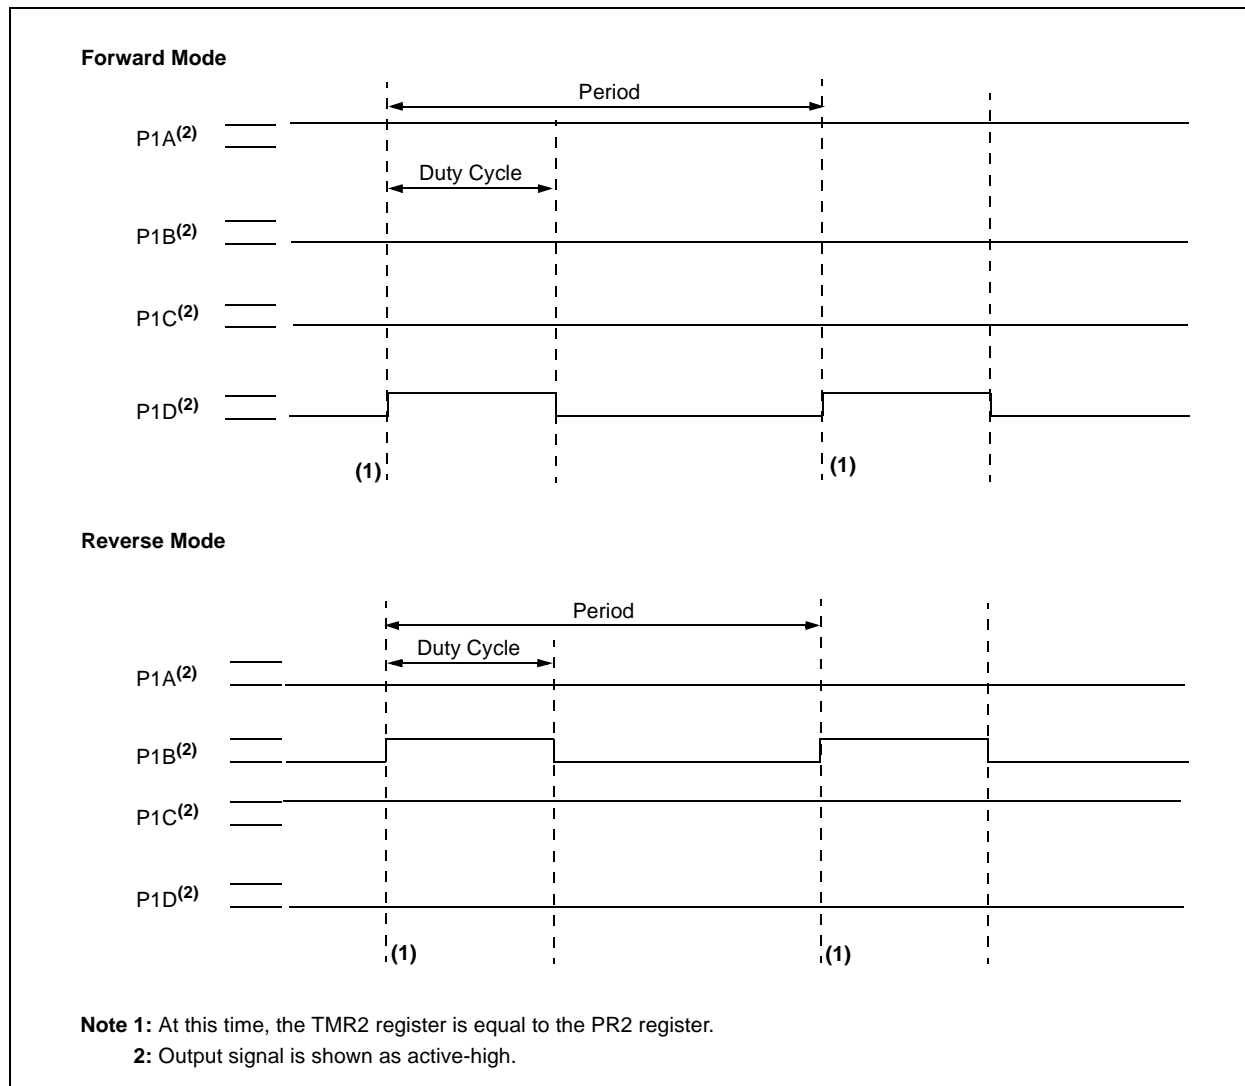 Forward Mode
Period
P1A(2)
Duty Cycle
P1B(2)
P1C(2)
P1D(2)
(1)
(1)
Reverse Mode
Period
Duty Cycle
P1A(2)
P1B(2)
P1C(2)
P1D(2)
(1)
(1)
Note 1: At this time, the TMR2 register is equal to the PR2 register.
2: Output signal is shown as active-high.